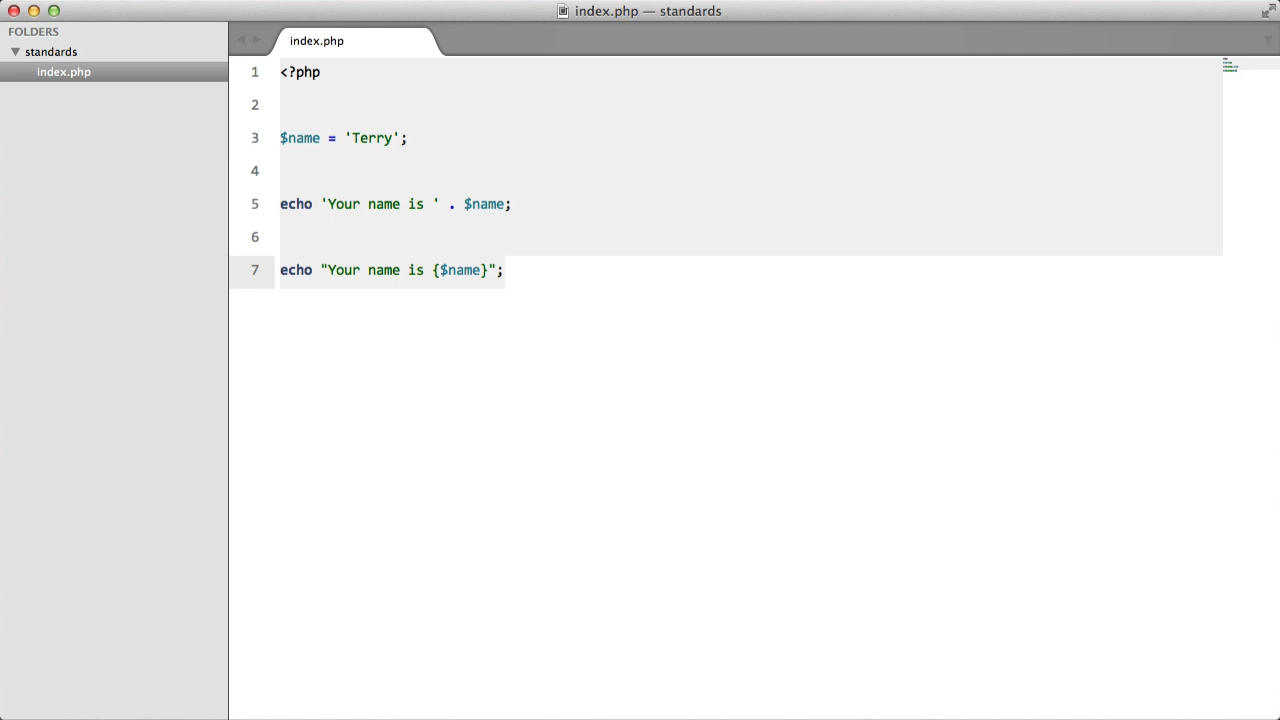 index.php — standards
FOLDERS
standards
index.php
index.php
1 <?php
2
3 $name = 'Terry';
4
5 echo 'Your name is ' . $name;
6
7 echo "Your name is {$name}";